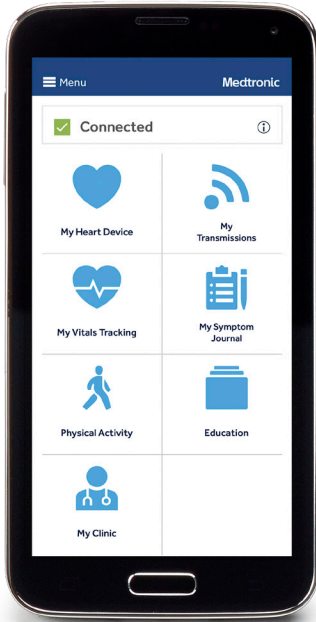 Menu
Medtronic
Connected
My Heart Device
My
Transmissions
My Vitals Tracking
My Symptom
Journal
Physical Activity
Education
My Clinic